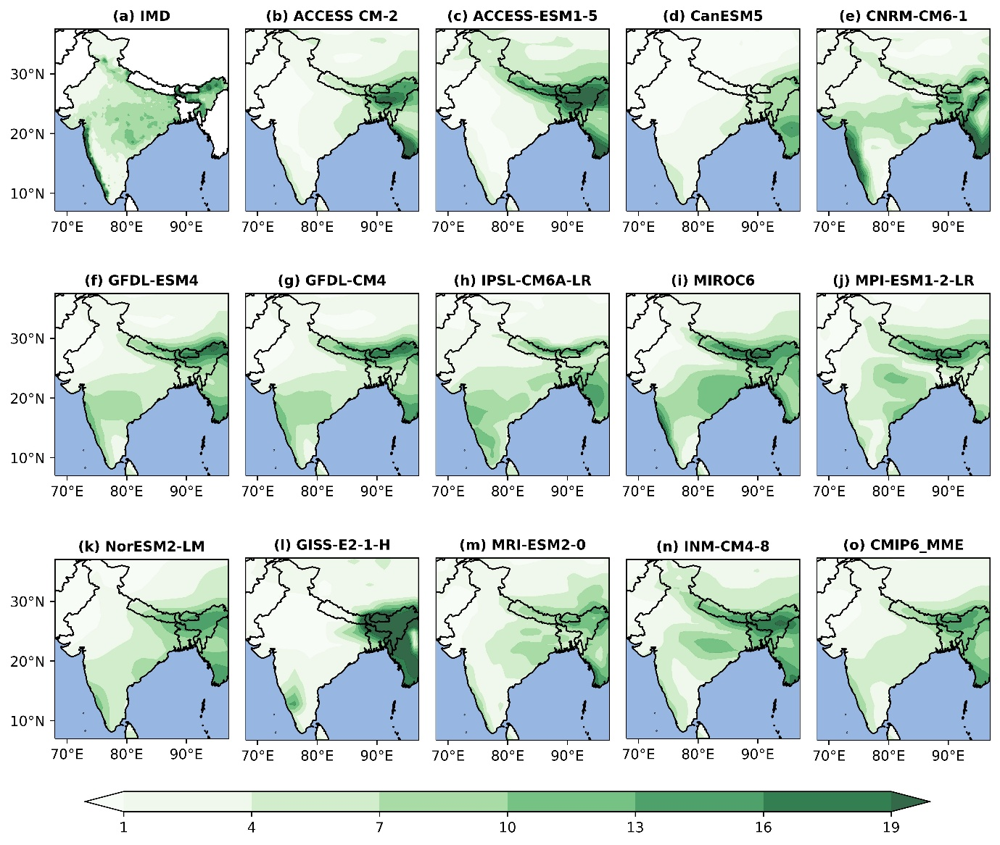 (a) IMD (b) ACCESS CM-2 (c) ACCESS-ESM1-5 (d) CanESM5 (e) CNRM-CM6-1
30°N
20°N
10°N
70°E 80°E 90°E 70°E 80°E 90°E 70°E 80°E 90°E 70°E 80°E 90°E 70°E 80°E 90°E
(f) GFDL-ESM4 (g) GFDL-CM4 (h) IPSL-CM6A-LR (i) MIROC6 (j) MPI-ESM1-2-LR
30°N
20°N
10°N
70°E 80°E 90°E 70°E 80°E 90°E 70°E 80°E 90°E 70°E 80°E 90°E 70°E 80°E 90°E
(k) NorESM2-LM (l) GISS-E2-1-H (m) MRI-ESM2-0 (n) INM-CM4-8 (o) CMIP6_MME
30°N
20°N
10°N
70°E 80°E 90°E 70°E 80°E 90°E 70°E 80°E 90°E 70°E 80°E 90°E 70°E 80°E 90°E
1 4 7 10 13 16 19